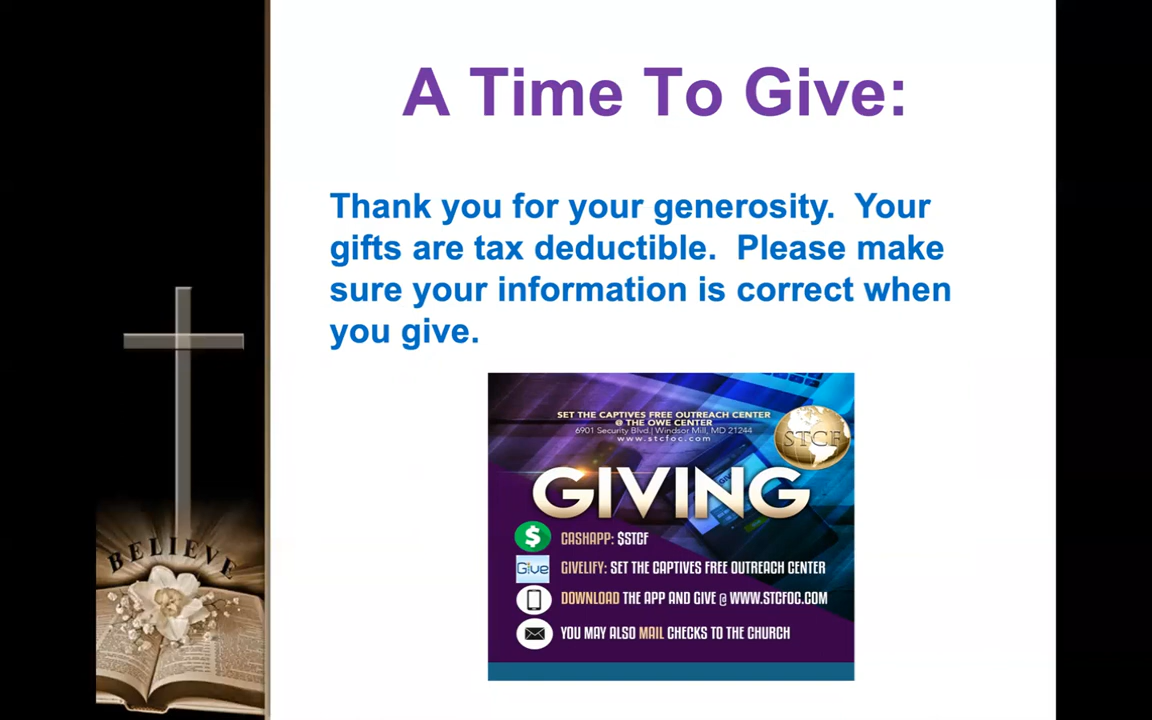 A Time To Give:
Thank you for your generosity.  Your
gifts are tax deductible.  Please make
sure your information is correct when
you give.
SET THE CAPTIVES FREE OUTREACH CENTER
@ THE OWE CENTER
6901 Security Blvd.| Windsor Mill, MD 21244
www.stcfoc.com
STCF
GIVING
$ CASHAPP: $STCF
Give GIVELIFY: SET THE CAPTIVES FREE OUTREACH CENTER
DOWNLOAD THE APP AND GIVE @ WWW.STCFOC.COM
YOU MAY ALSO MAIL CHECKS TO THE CHURCH
BELIEVE